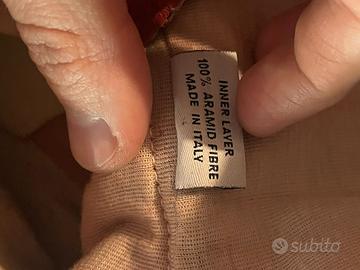 INNER LAYER
100% ARAMID FIBRE
MADE IN ITALY
subito